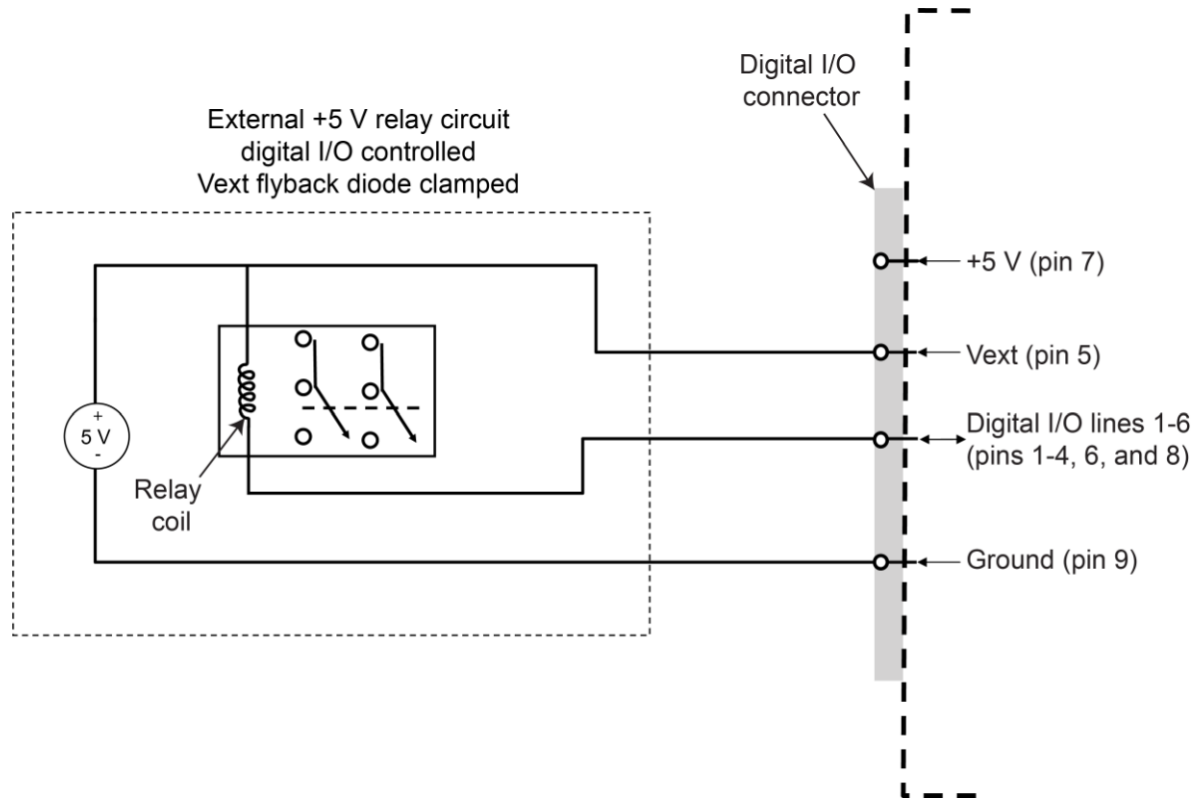 Digital I/O
connector
External +5 V relay circuit
digital I/O controlled
Vext flyback diode clamped
+5 V (pin 7)
Vext (pin 5)
+
5 V
-
Digital I/O lines 1-6
(pins 1-4, 6, and 8)
Relay
coil
Ground (pin 9)